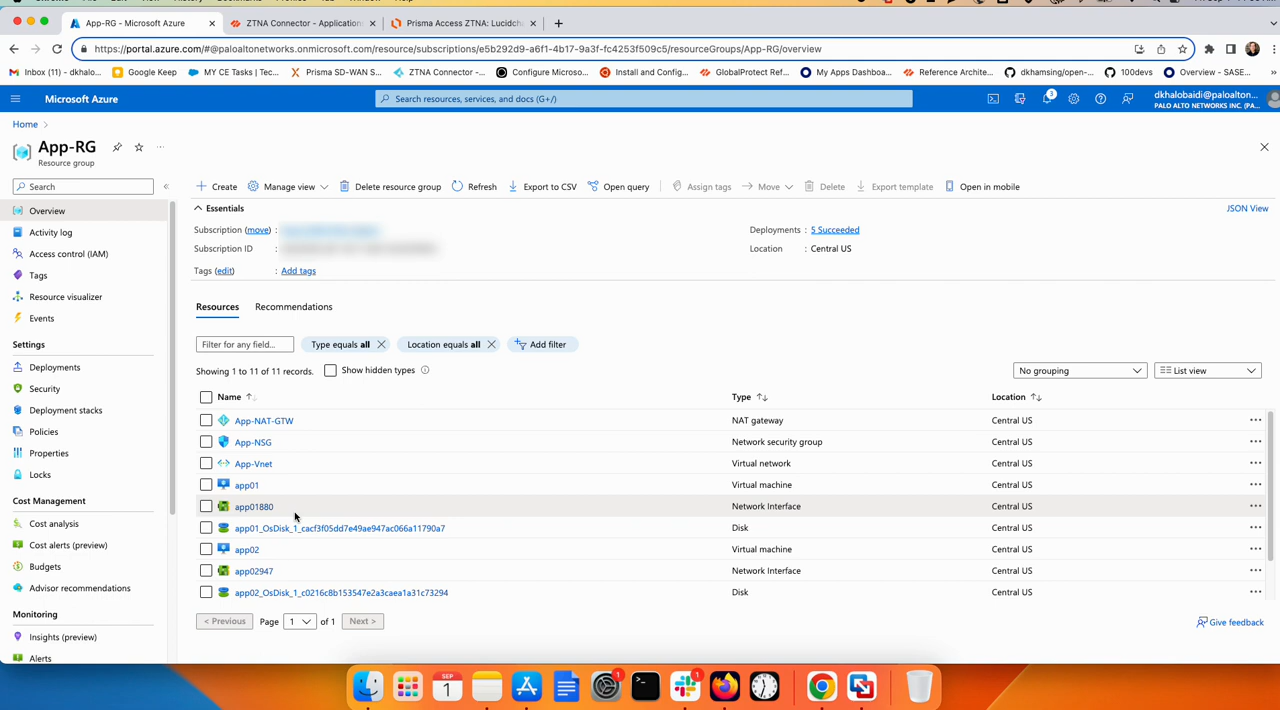 App-RG - Microsoft Azure
ZTNA Connector - Application
Prisma Access ZTNA: Lucidch
https://portal.azure.com/#@paloaltonetworks.onmicrosoft.com/resource/subscriptions/e5b292d9-a6f1-4b17-9a3f-fc4253f509c5/resourceGroups/App-RG/overview
Inbox (11) - dkhalo... Google Keep MY CE Tasks | Tec... Prisma SD-WAN S... ZTNA Connector -... Configure Microso... Install and Config... GlobalProtect Ref... My Apps Dashboa... Reference Archite... dkhamsing/open-... 100devs Overview - SASE... »
Microsoft Azure
Search resources, services, and docs (G+/)
3
dkhalobaidi@paloalton...
PALO ALTO NETWORKS INC. (PA...
Home >
App-RG
Resource group
Search «
Create Manage view Delete resource group Refresh Export to CSV Open query Assign tags Move Delete Export template Open in mobile
Overview
Activity log
Access control (IAM)
Tags
Resource visualizer
Events
Settings
Deployments
Security
Deployment stacks
Policies
Properties
Locks
Cost Management
Cost analysis
Cost alerts (preview)
Budgets
Advisor recommendations
Monitoring
Insights (preview)
Alerts
Essentials
JSON View
Subscription (move) :
Deployments : 5 Succeeded
Subscription ID :
Location : Central US
Tags (edit) : Add tags
Resources Recommendations
Filter for any field... Type equals all Location equals all Add filter
Showing 1 to 11 of 11 records. Show hidden types
No grouping List view
Name Type Location
App-NAT-GTW NAT gateway Central US
App-NSG Network security group Central US
App-Vnet Virtual network Central US
app01 Virtual machine Central US
app01880 Network Interface Central US
app01_OsDisk_1_cacf3f05dd7e49ae947ac066a11790a7 Disk Central US
app02 Virtual machine Central US
app02947 Network Interface Central US
app02_OsDisk_1_c0216c8b153547e2a3caea1a31c73294 Disk Central US
< Previous Page 1 of 1 Next >
Give feedback
SEP
1
1
1